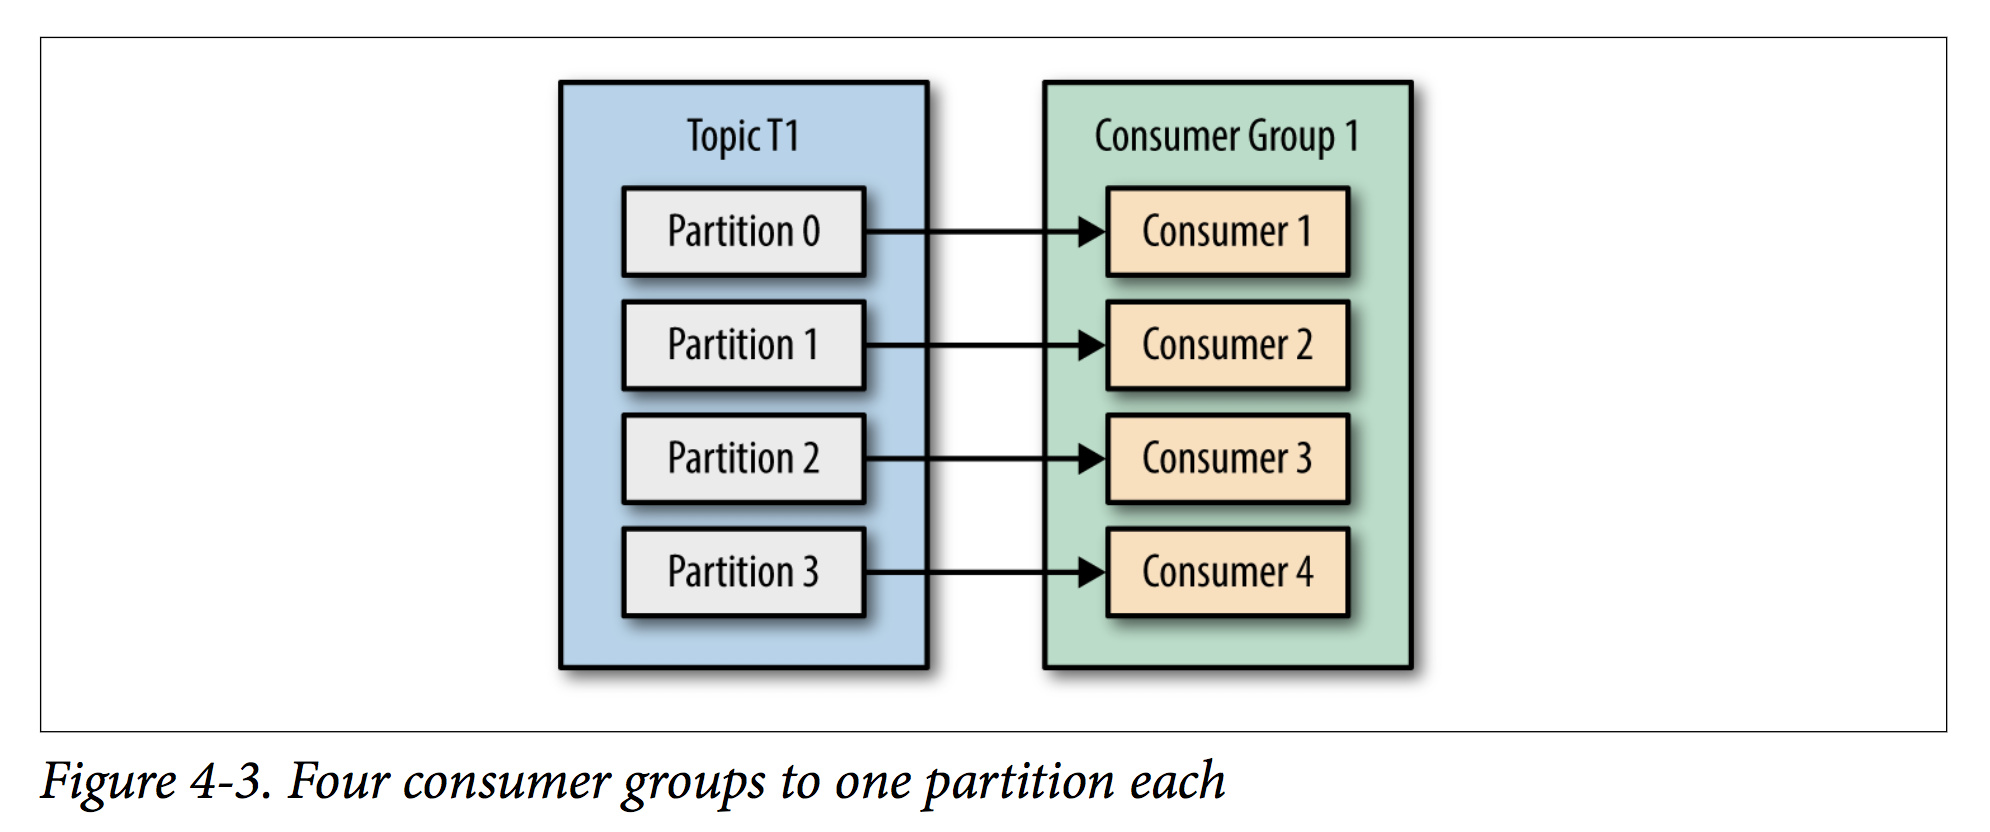 Topic T1
Consumer Group 1
Partition 0
Consumer 1
Partition 1
Consumer 2
Partition 2
Consumer 3
Partition 3
Consumer 4
Figure 4-3. Four consumer groups to one partition each